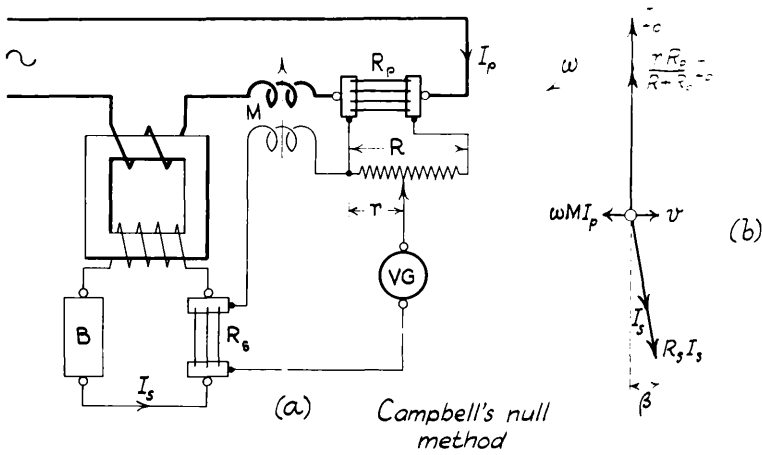 I_p
R_p
M
R
r
VG
B
R_s
I_s
(a)
Campbell's null
method
ω
ωMI_p
v
(b)
I_s
R_sI_s
β